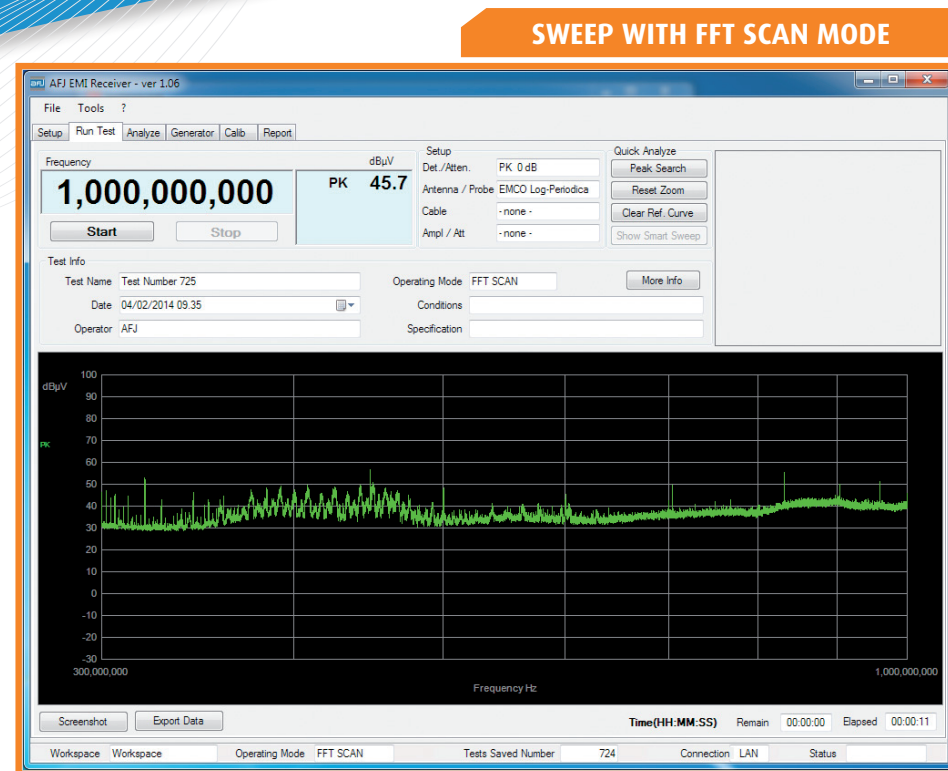 SWEEP WITH FFT SCAN MODE
AFJ EMI Receiver - ver 1.06
File Tools ?
Setup Run Test Analyze Generator Calib Report
Frequency
dBµV
1,000,000,000
PK 45.7
Start Stop
Setup
Det./Atten. PK 0 dB
Antenna / Probe EMCO Log-Periodica
Cable - none -
Ampl / Att - none -
Quick Analyze
Peak Search
Reset Zoom
Clear Ref. Curve
Show Smart Sweep
Test Info
Test Name Test Number 725
Operating Mode FFT SCAN
More Info
Date 04/02/2014 09.35
Conditions
Operator AFJ
Specification
dBµV
PK
100
90
80
70
60
50
40
30
20
10
0
-10
-20
-30
300,000,000
1,000,000,000
Frequency Hz
Screenshot Export Data
Time(HH:MM:SS) Remain 00:00:00 Elapsed 00:00:11
Workspace Workspace Operating Mode FFT SCAN Tests Saved Number 724 Connection LAN Status